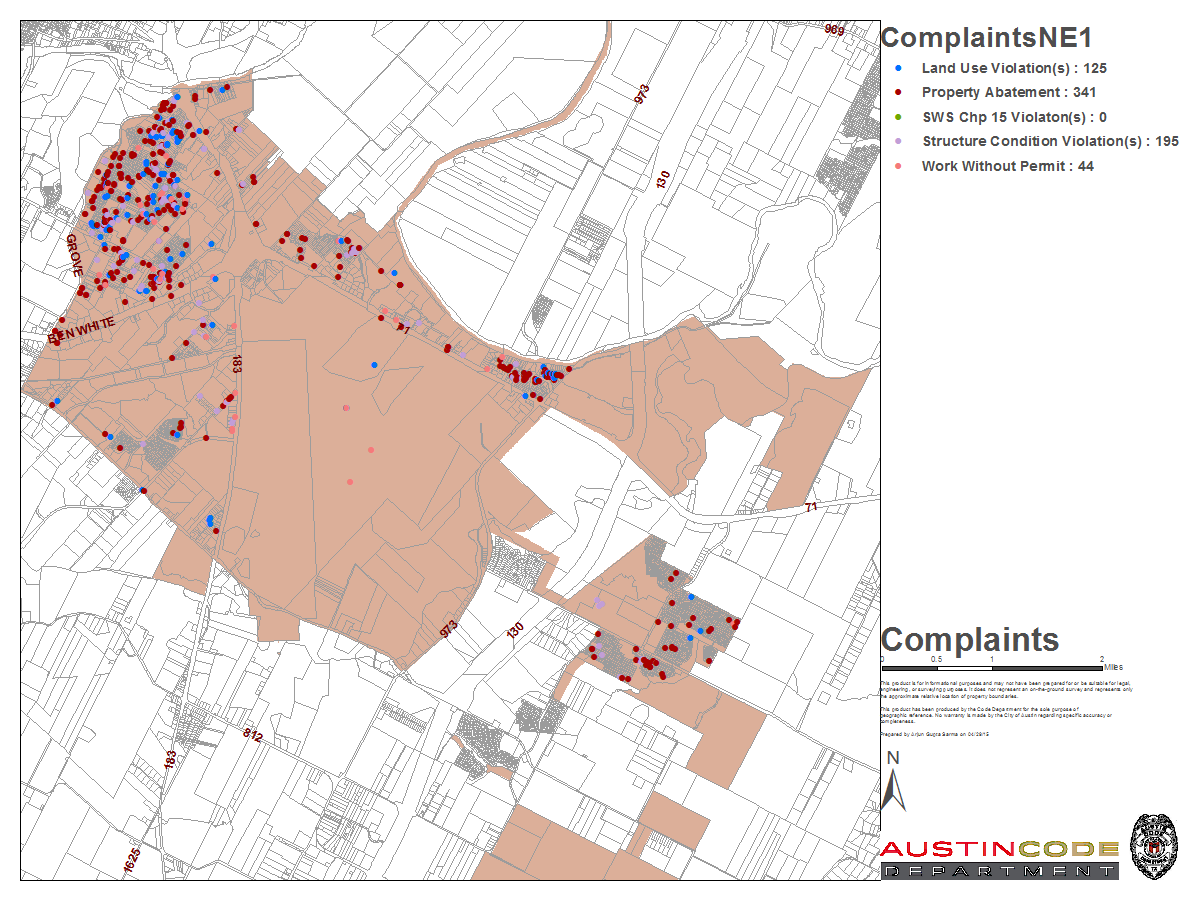 969
973
130
GROVE
BEN WHITE
71
183
71
973
130
812
183
1625
ComplaintsNE1
Land Use Violation(s) : 125
Property Abatement : 341
SWS Chp 15 Violaton(s) : 0
Structure Condition Violation(s) : 195
Work Without Permit : 44
Complaints
0 0.5 1 2
Miles
This product is for informational purposes and may not have been prepared for or be suitable for legal,
engineering, or surveying purposes. It does not represent an on-the-ground survey and represents only
the approximate relative location of property boundaries.
This product has been produced by the Code Department for the sole purpose of
geographic reference. No warranty is made by the City of Austin regarding specific accuracy or
completeness.
Prepared by Arjun Gupta Sarma on
N
AUSTINCODE
DEPARTMENT